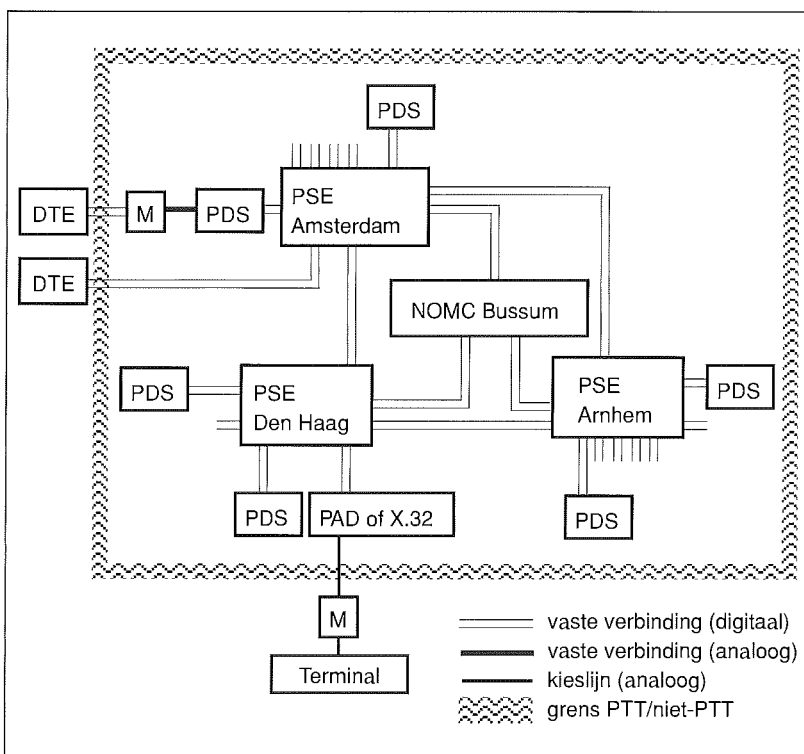 PDS
PSE
Amsterdam
DTE
M
PDS
DTE
NOMC Bussum
PDS
PSE
Den Haag
PSE
Arnhem
PDS
PDS
PAD of X.32
PDS
M
Terminal
vaste verbinding (digitaal)
vaste verbinding (analoog)
kieslijn (analoog)
grens PTT/niet-PTT